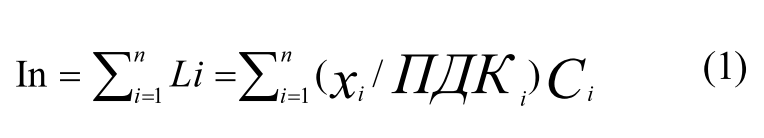 In = ∑ⁿᵢ₌₁ Li = ∑ⁿᵢ₌₁ (xᵢ / ПДКᵢ) Cᵢ (1)